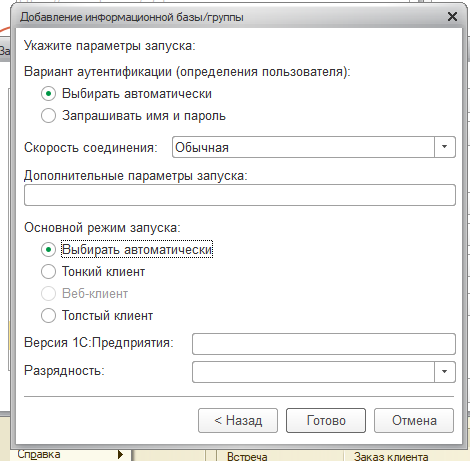 Добавление информационной базы/группы
Укажите параметры запуска:
За
Вариант аутентификации (определения пользователя):
Выбирать автоматически
Запрашивать имя и пароль
Скорость соединения: Обычная
Дополнительные параметры запуска:
Основной режим запуска:
Выбирать автоматически
Тонкий клиент
Веб-клиент
Толстый клиент
Версия 1С:Предприятия:
Разрядность:
< Назад Готово Отмена
Справка Встреча Заказ клиента